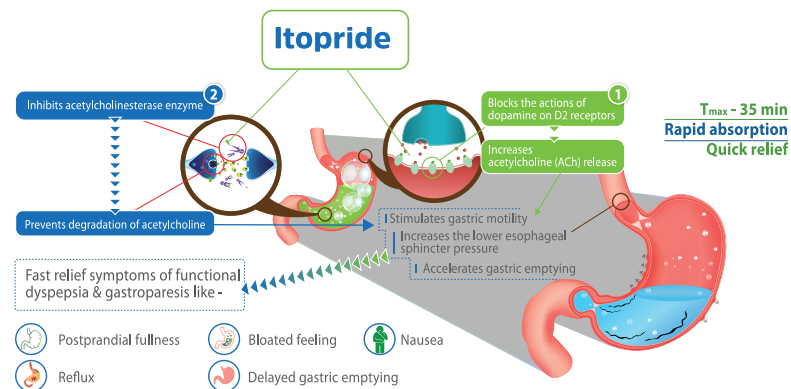 Itopride
2
Inhibits acetylcholinesterase enzyme
Prevents degradation of acetylcholine
1
Blocks the actions of
dopamine on D2 receptors
Increases
acetylcholine (ACh) release
Tmax - 35 min
Rapid absorption
Quick relief
Stimulates gastric motility
Increases the lower esophageal
sphincter pressure
Accelerates gastric emptying
Fast relief symptoms of functional
dyspepsia & gastroparesis like -
Postprandial fullness
Bloated feeling
Nausea
Reflux
Delayed gastric emptying